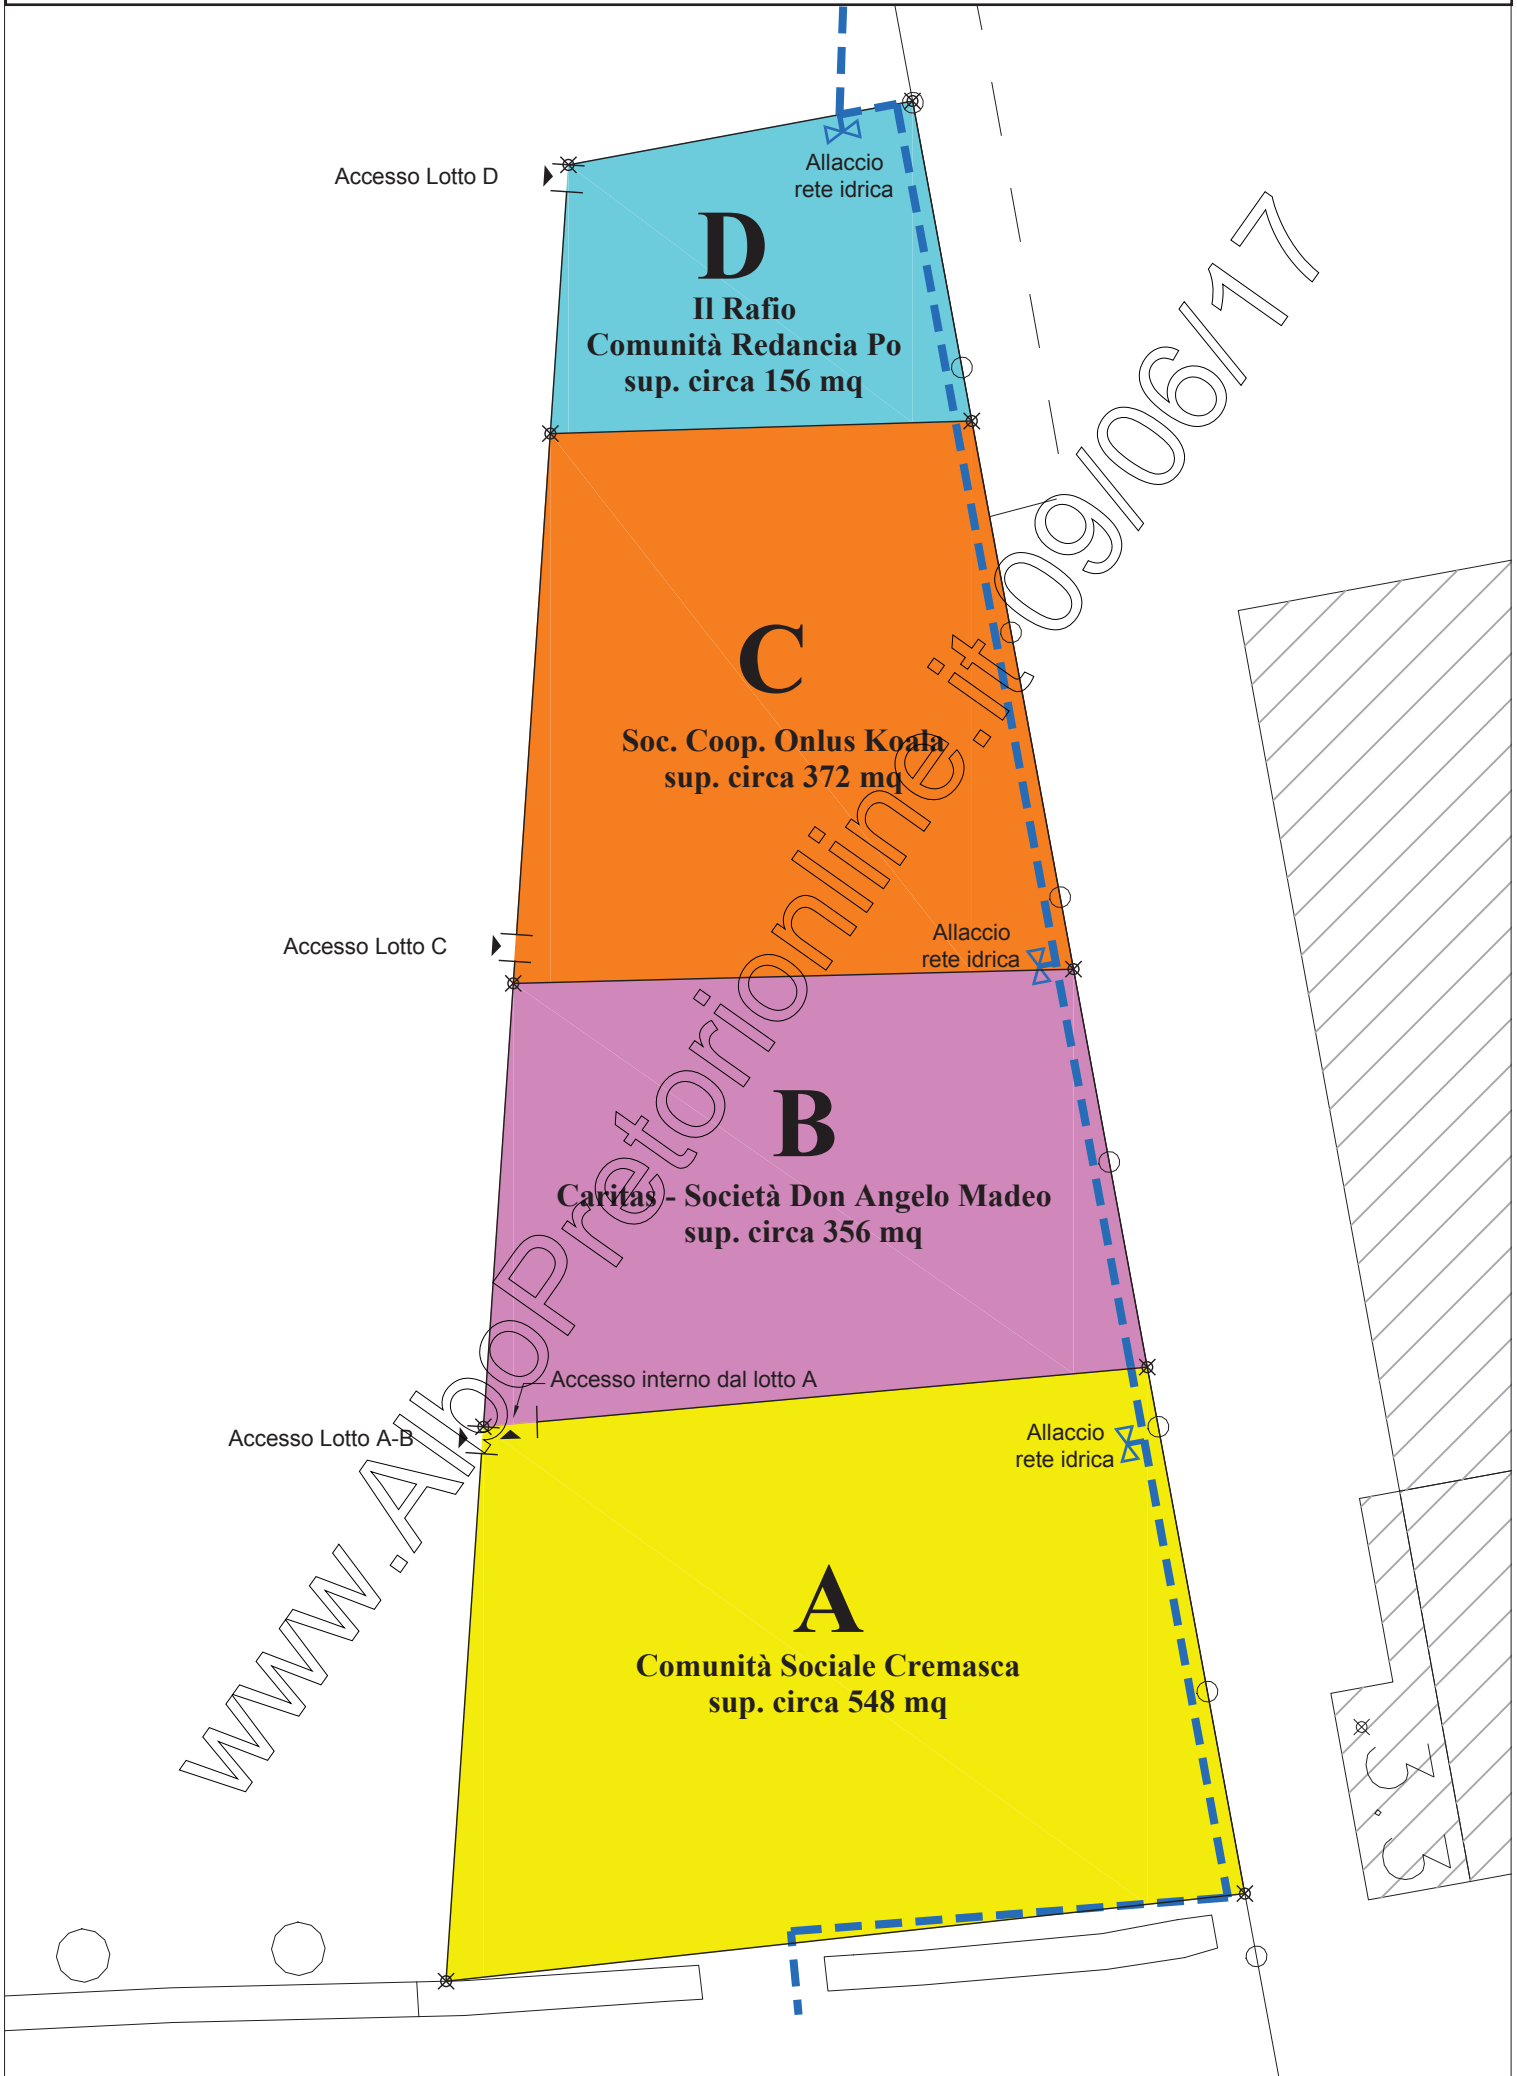 Accesso Lotto D
Allaccio
rete idrica
D
Il Rafio
Comunità Redancia Po
sup. circa 156 mq
C
Soc. Coop. Onlus Koala
sup. circa 372 mq
Accesso Lotto C
Allaccio
rete idrica
B
Caritas - Società Don Angelo Madeo
sup. circa 356 mq
Accesso interno dal lotto A
Accesso Lotto A-B
Allaccio
rete idrica
A
Comunità Sociale Cremasca
sup. circa 548 mq
www.AlboPretorionline.it 09/06/17
3.3